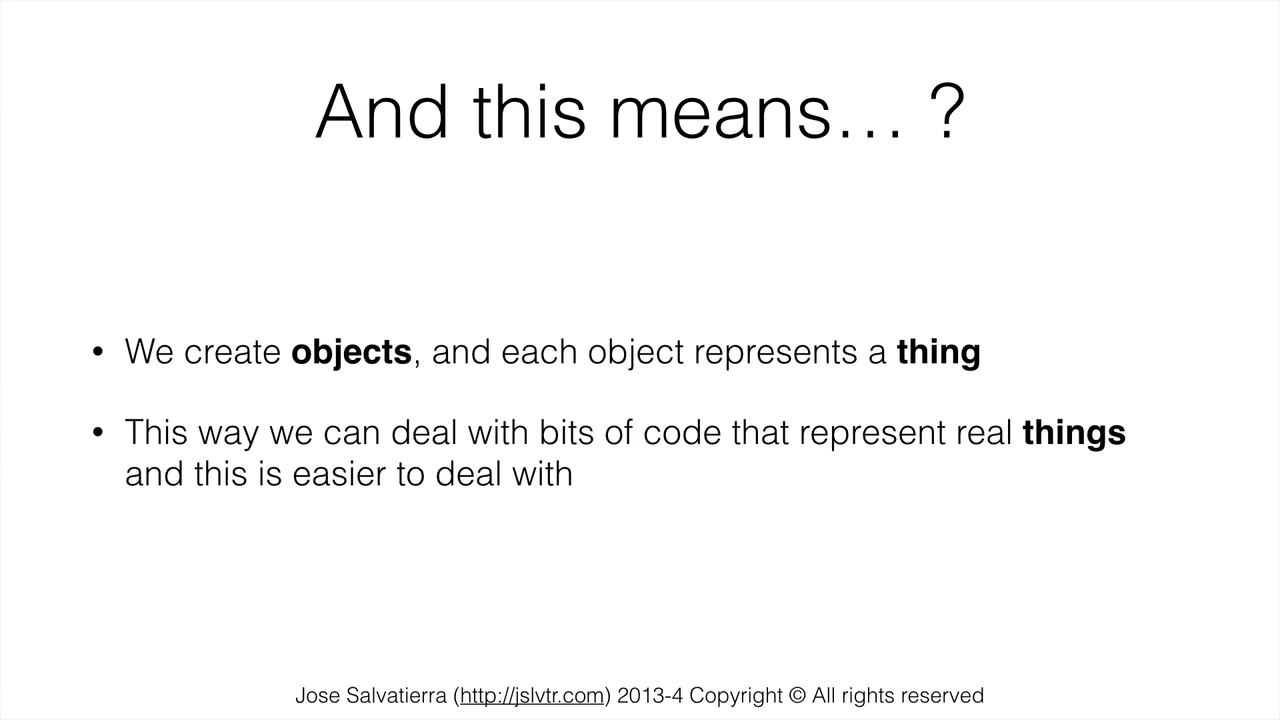 And this means… ?
• We create objects, and each object represents a thing
• This way we can deal with bits of code that represent real things
and this is easier to deal with
Jose Salvatierra (http://jslvtr.com) 2013-4 Copyright © All rights reserved